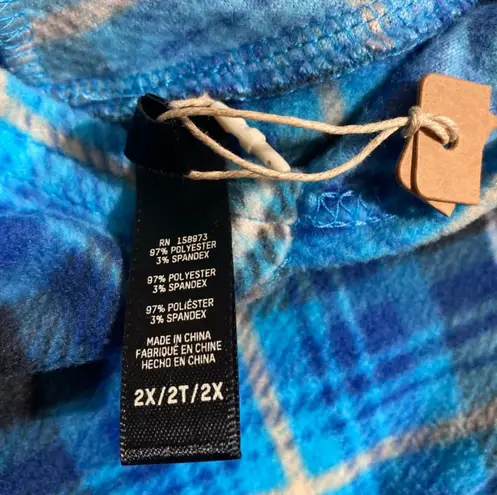 RN 158973
97% POLYESTER
3% SPANDEX
97% POLYESTER
3% SPANDEX
97% POLIÉSTER
3% SPANDEX
MADE IN CHINA
FABRIQUÉ EN CHINE
HECHO EN CHINA
2X/2T/2X